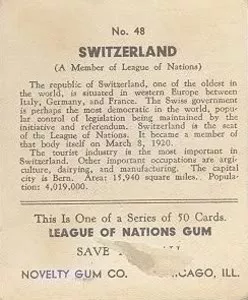 No. 48
SWITZERLAND
(A Member of League of Nations)
The republic of Switzerland, one of the oldest
in the world, is situated in western Europe between
Italy, Germany, and France. The Swiss government
is perhaps the most democratic in the world, popu-
lar control of legislation being maintained by the
initiative and referendum. Switzerland is the seat
of the League of Nations. It became a member of
that body itself on March 8, 1920.
The tourist industry is the most important in
Switzerland. Other important occupations are agri-
culture, dairying, and manufacturing. The capital
city is Bern. Area: 15,940 square miles. Popula-
tion: 4,019,000.
This Is One of a Series of 50 Cards.
LEAGUE OF NATIONS GUM
SAVE
NOVELTY GUM CO. ILL.